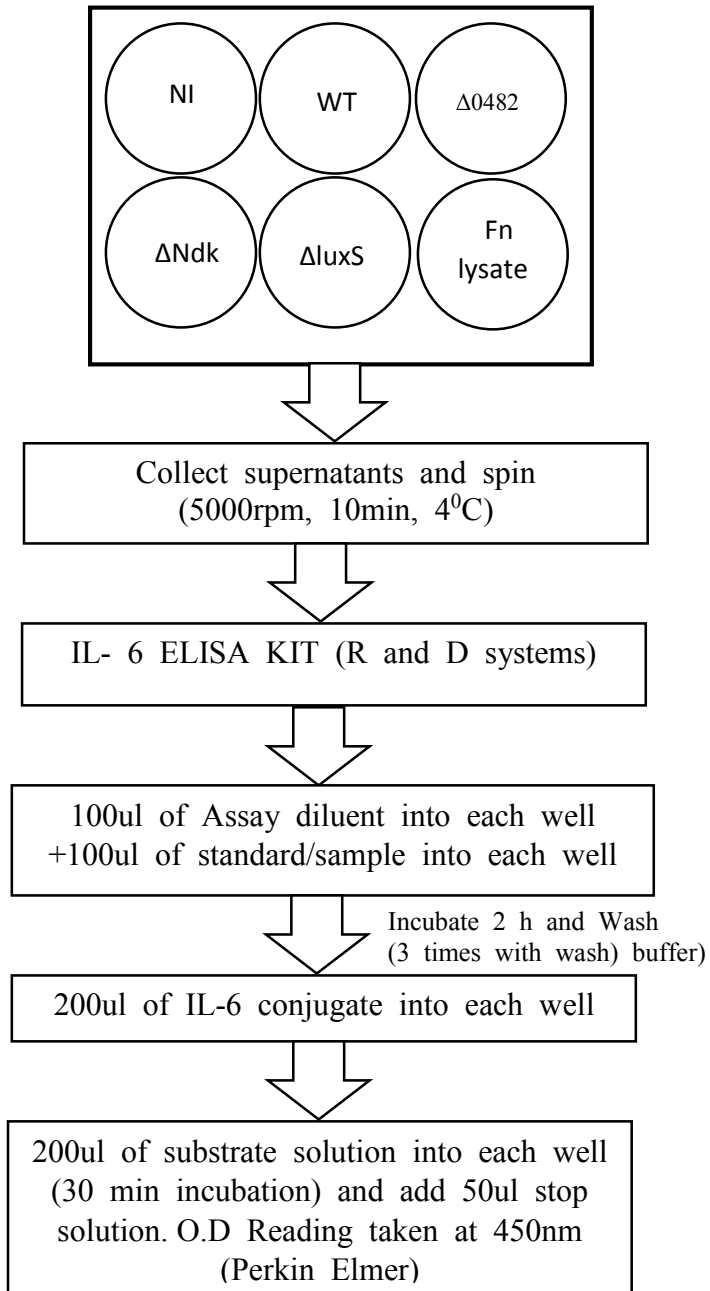 NI
WT
Δ0482
ΔNdk
ΔluxS
Fn
lysate
Collect supernatants and spin
(5000rpm, 10min, 4⁰C)
IL- 6 ELISA KIT (R and D systems)
100ul of Assay diluent into each well
+100ul of standard/sample into each well
Incubate 2 h and Wash
(3 times with wash) buffer)
200ul of IL-6 conjugate into each well
200ul of substrate solution into each well
(30 min incubation) and add 50ul stop
solution. O.D Reading taken at 450nm
(Perkin Elmer)